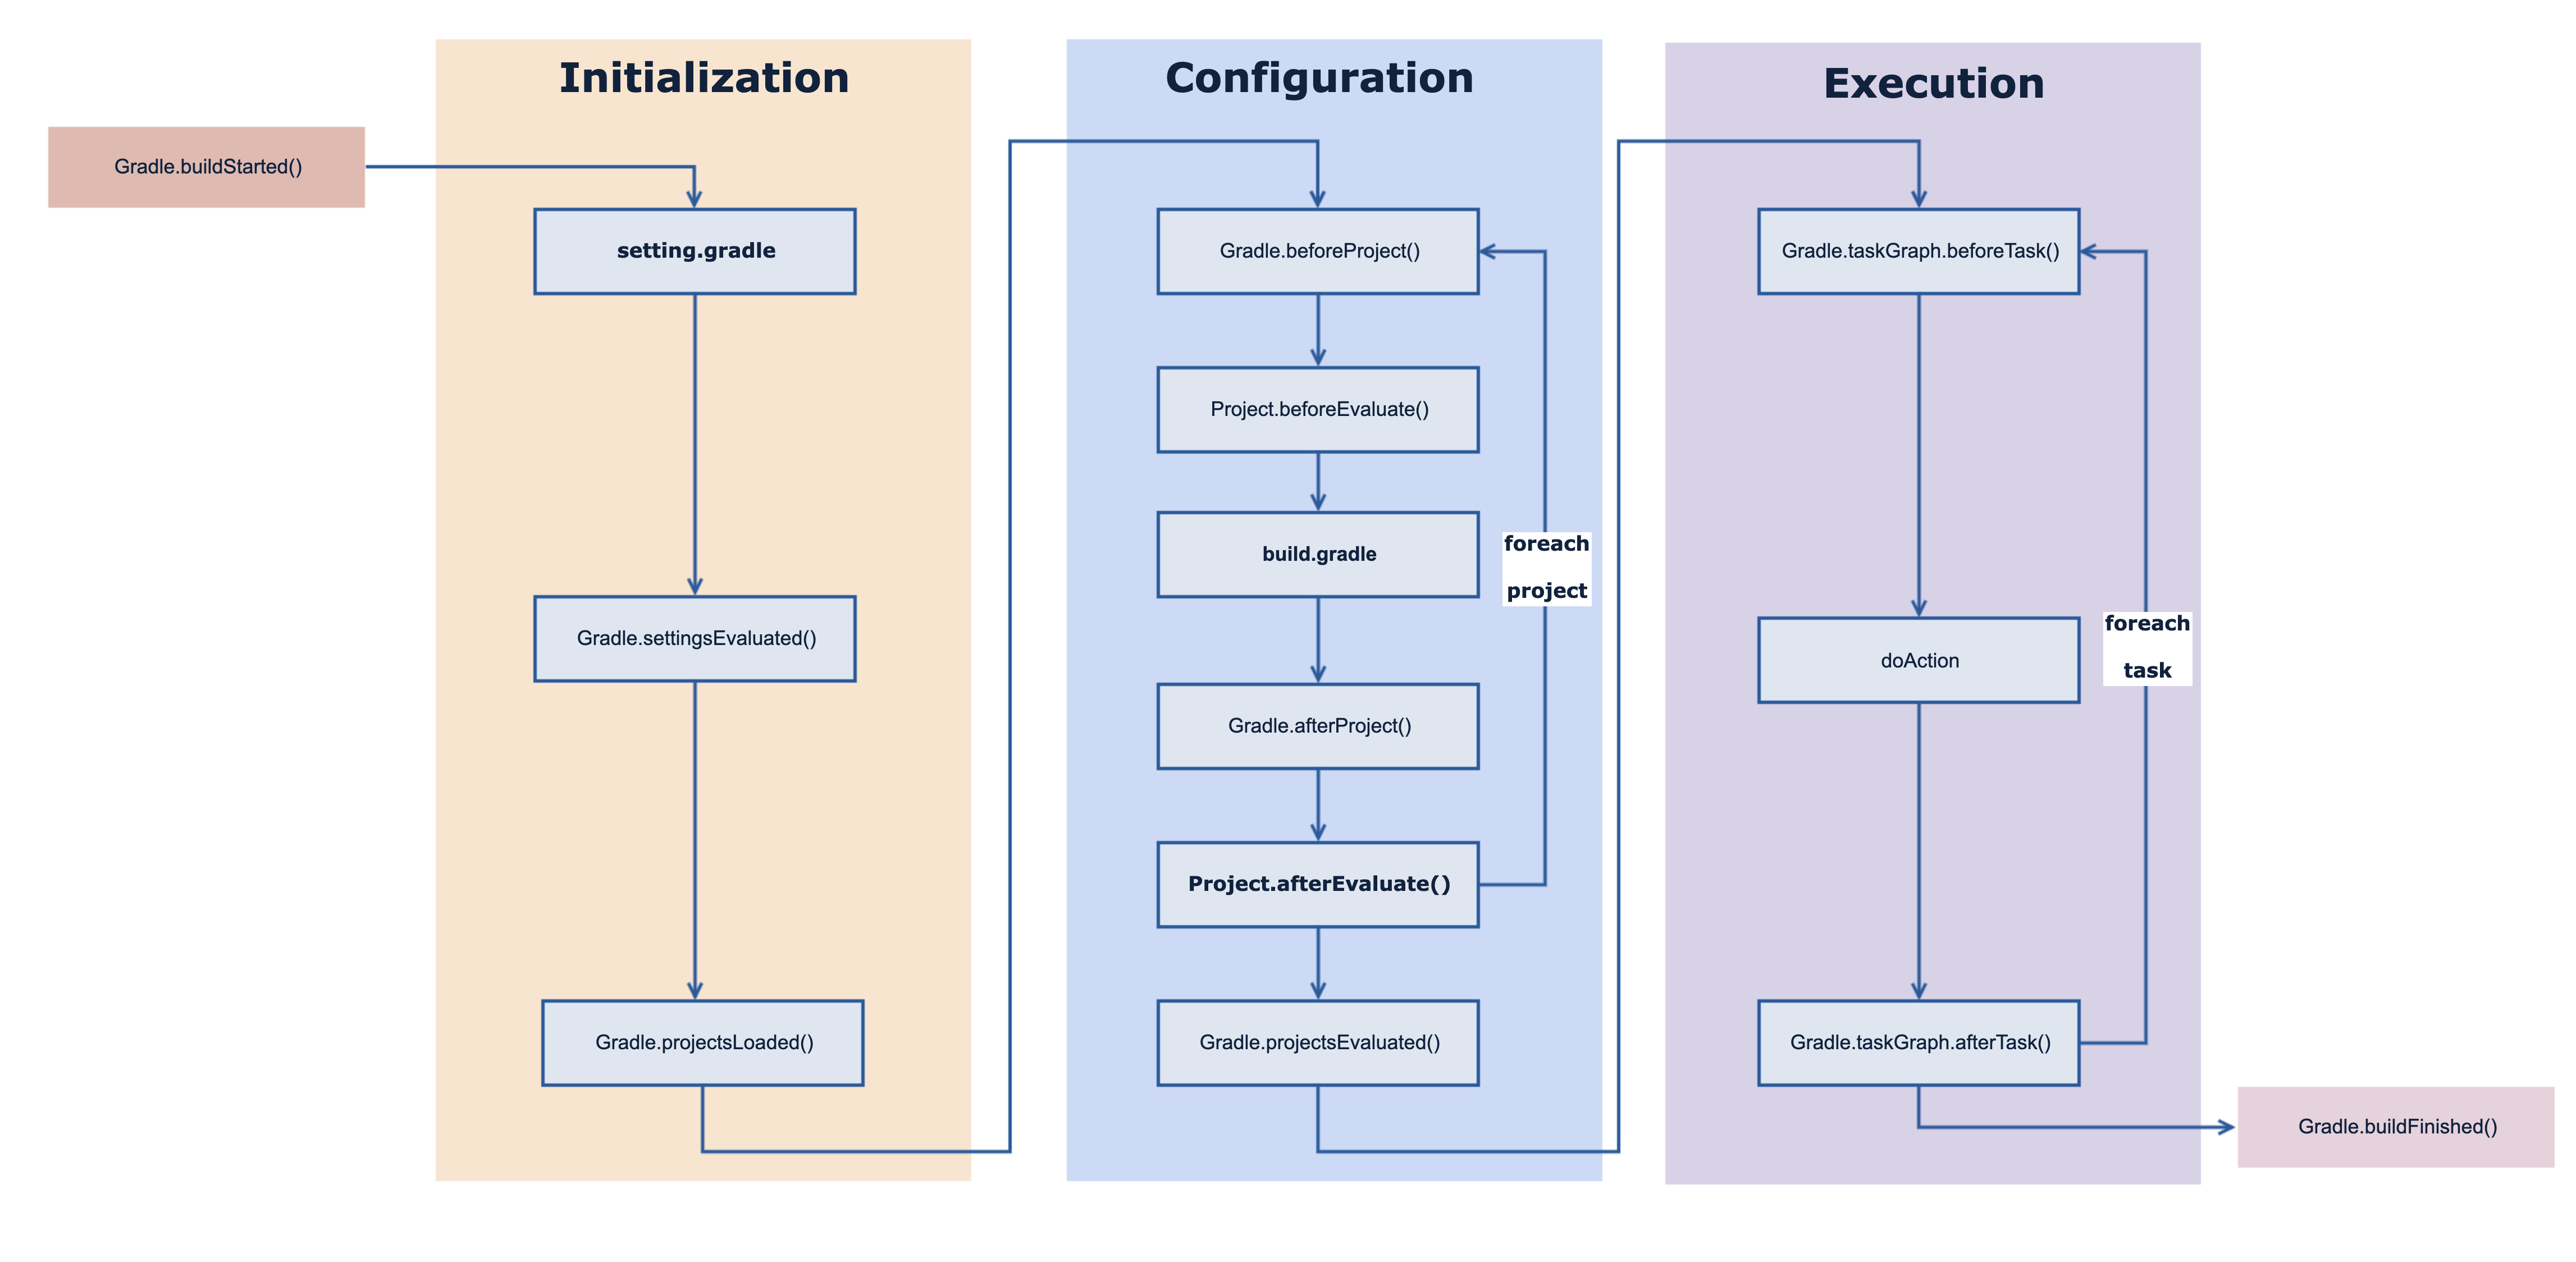 Gradle.buildStarted()
Initialization
setting.gradle
Gradle.settingsEvaluated()
Gradle.projectsLoaded()
Configuration
Gradle.beforeProject()
Project.beforeEvaluate()
build.gradle
Gradle.afterProject()
Project.afterEvaluate()
Gradle.projectsEvaluated()
foreach
project
Execution
Gradle.taskGraph.beforeTask()
doAction
Gradle.taskGraph.afterTask()
foreach
task
Gradle.buildFinished()